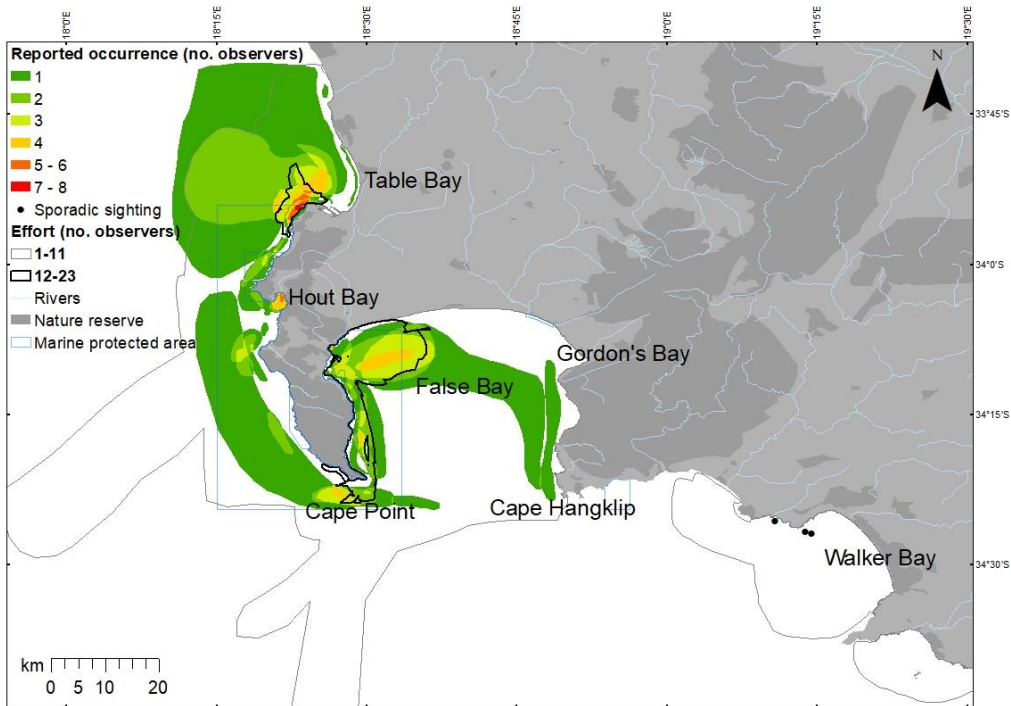 18°0'E
18°15'E
18°30'E
18°45'E
19°0'E
19°15'E
19°30'E
Reported occurrence (no. observers)
1
2
3
4
5 - 6
7 - 8
Sporadic sighting
Effort (no. observers)
1-11
12-23
Rivers
Nature reserve
Marine protected area
N
33°45'S
34°0'S
34°15'S
34°30'S
Table Bay
Hout Bay
Gordon's Bay
False Bay
Cape Point
Cape Hangklip
Walker Bay
km
0 5 10 20